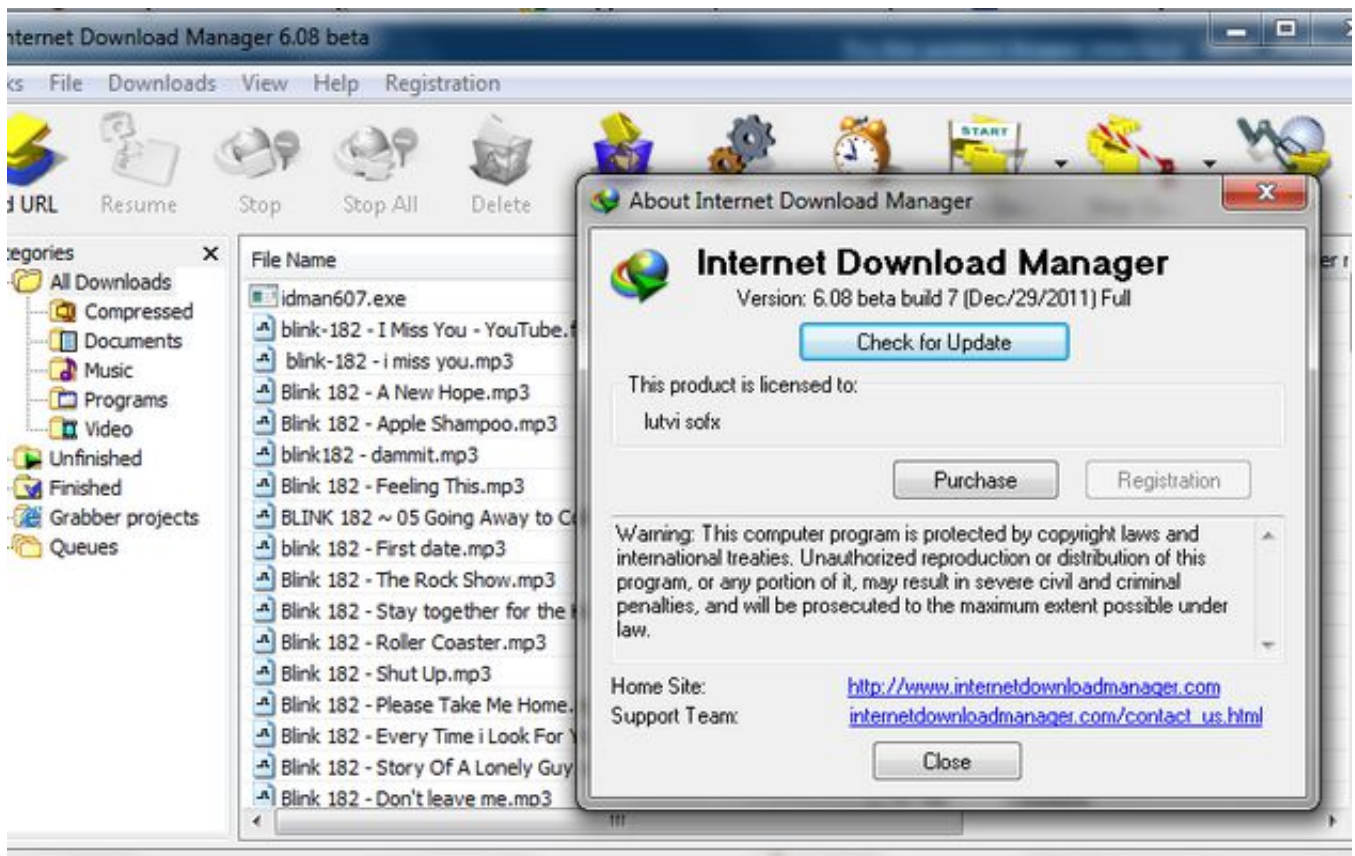 nternet Download Manager 6.08 beta
ks File Downloads View Help Registration
d URL Resume Stop Stop All Delete
START
tegories
All Downloads
Compressed
Documents
Music
Programs
Video
Unfinished
Finished
Grabber projects
Queues
File Name
idman607.exe
blink-182 - I Miss You - YouTube.f
blink-182 - i miss you.mp3
Blink 182 - A New Hope.mp3
Blink 182 - Apple Shampoo.mp3
blink182 - dammit.mp3
Blink 182 - Feeling This.mp3
BLINK 182 ~ 05 Going Away to Co
blink 182 - First date.mp3
Blink 182 - The Rock Show.mp3
Blink 182 - Stay together for the
Blink 182 - Roller Coaster.mp3
Blink 182 - Shut Up.mp3
Blink 182 - Please Take Me Home.
Blink 182 - Every Time i Look For
Blink 182 - Story Of A Lonely Guy
Blink 182 - Don't leave me.mp3
er r
About Internet Download Manager
Internet Download Manager
Version: 6.08 beta build 7 (Dec/29/2011) Full
Check for Update
This product is licensed to:
lutvi sofx
Purchase Registration
Warning: This computer program is protected by copyright laws and
international treaties. Unauthorized reproduction or distribution of this
program, or any portion of it, may result in severe civil and criminal
penalties, and will be prosecuted to the maximum extent possible under
law.
Home Site: http://www.internetdownloadmanager.com
Support Team: internetdownloadmanager.com/contact_us.html
Close